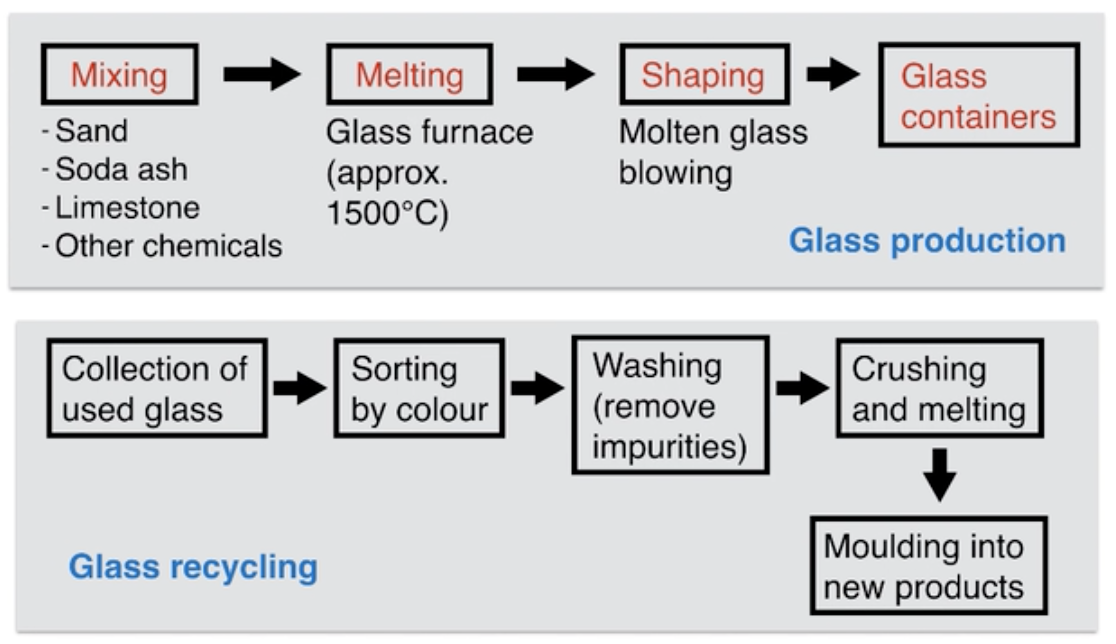 Mixing
- Sand
- Soda ash
- Limestone
- Other chemicals
Melting
Glass furnace
(approx.
1500°C)
Shaping
Molten glass
blowing
Glass
containers
Glass production
Collection of
used glass
Sorting
by colour
Washing
(remove
impurities)
Crushing
and melting
Moulding into
new products
Glass recycling